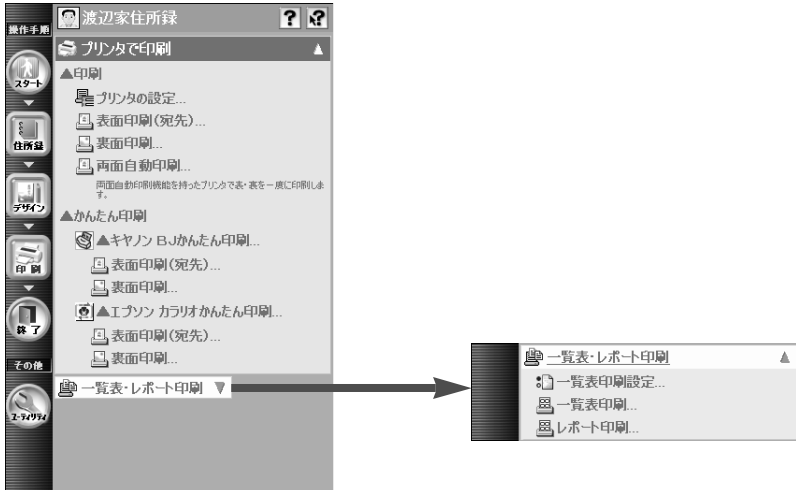 操作手順
渡辺家住所録
? ?
スタート
プリンタで印刷
▲印刷
プリンタの設定...
表面印刷(宛先)...
裏面印刷...
両面自動印刷...
両面自動印刷機能を持ったプリンタで表・裏を一度に印刷します。
住所録
デザイン
▲かんたん印刷
▲キヤノン BJかんたん印刷...
表面印刷(宛先)...
裏面印刷...
印刷
▲エプソン カラリオかんたん印刷...
表面印刷(宛先)...
裏面印刷...
終了
その他
一覧表・レポート印刷 ▼
ユーティリティ
一覧表・レポート印刷
一覧表印刷設定...
一覧表印刷...
レポート印刷...